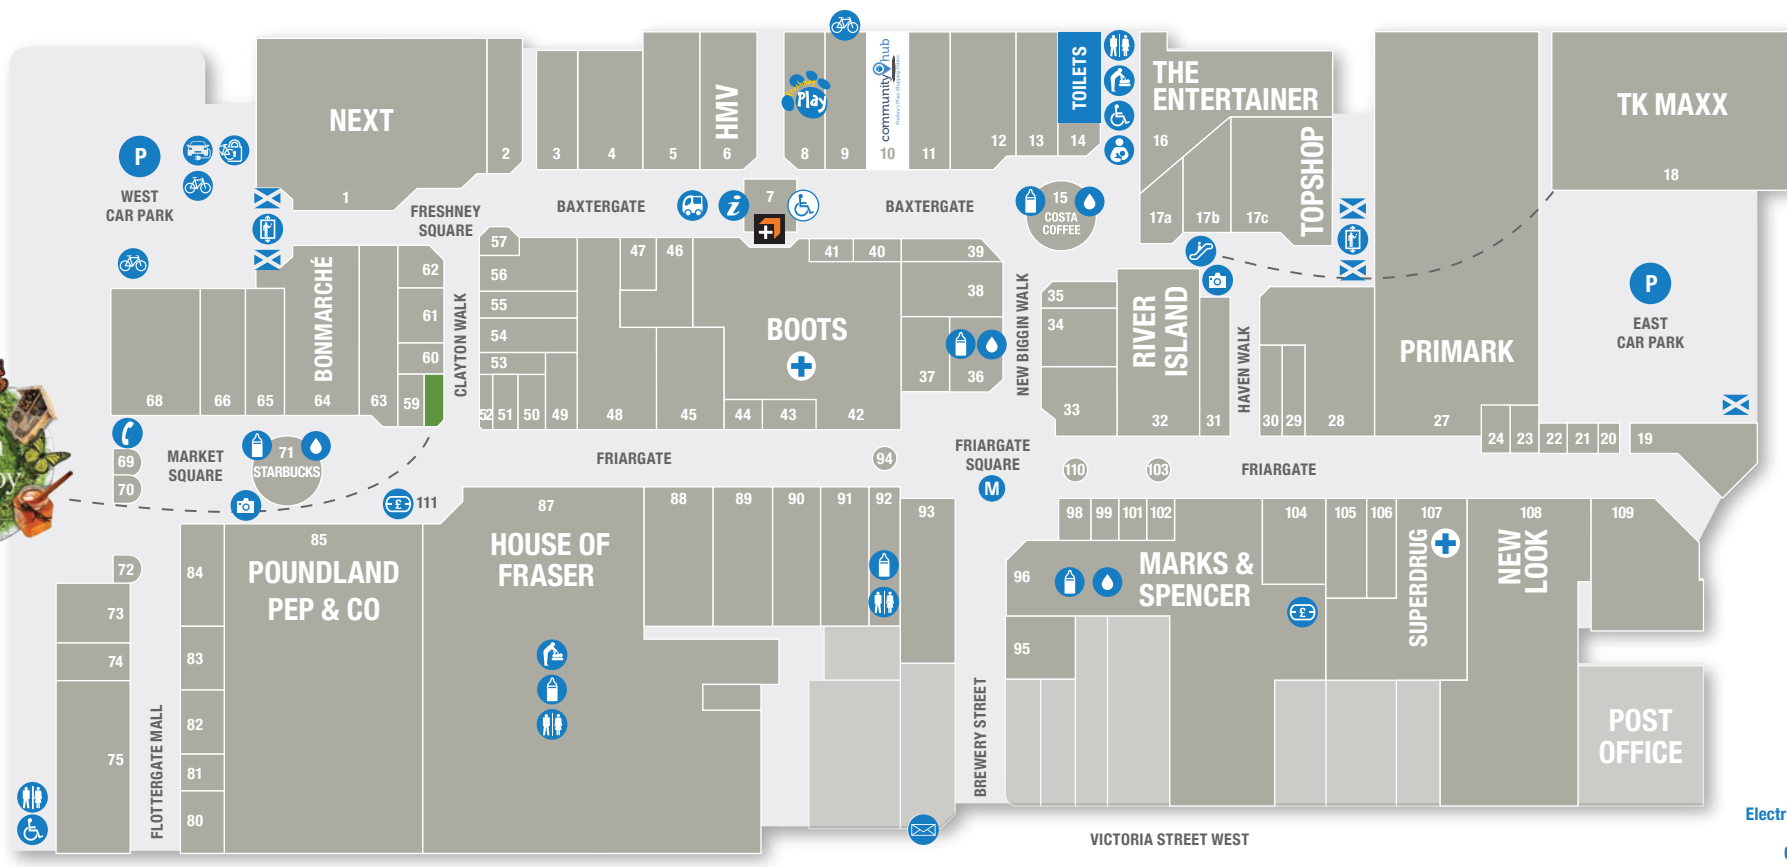 NEXT
1
2
3
4
5
HMV
6
Play
8
9
community hub
10
11
12
13
TOILETS
14
THE
ENTERTAINER
16
17a
17b
17c
TOPSHOP
TK MAXX
18
P
WEST
CAR PARK
FRESHNEY
SQUARE
BAXTERGATE
i
7
BAXTERGATE
15
COSTA
COFFEE
57
56
55
54
53
52
51
50
49
48
47
46
45
44
43
42
41
40
39
38
37
36
BOOTS
BONMARCHÉ
62
61
60
59
63
64
65
66
68
CLAYTON WALK
NEW BIGGIN WALK
35
34
33
RIVER
ISLAND
32
31
HAVEN WALK
30
29
28
PRIMARK
27
24
23
22
21
20
19
P
EAST
CAR PARK
MARKET
SQUARE
69
70
71
STARBUCKS
£
111
FRIARGATE
94
FRIARGATE
SQUARE
M
110
103
FRIARGATE
72
73
74
75
FLOTTERGATE MALL
84
83
82
81
80
85
POUNDLAND
PEP & CO
87
HOUSE OF
FRASER
88
89
90
91
92
93
BREWERY STREET
98
99
101
102
96
95
MARKS &
SPENCER
104
£
105
106
107
SUPERDRUG
108
NEW
LOOK
109
POST
OFFICE
VICTORIA STREET WEST
Electr